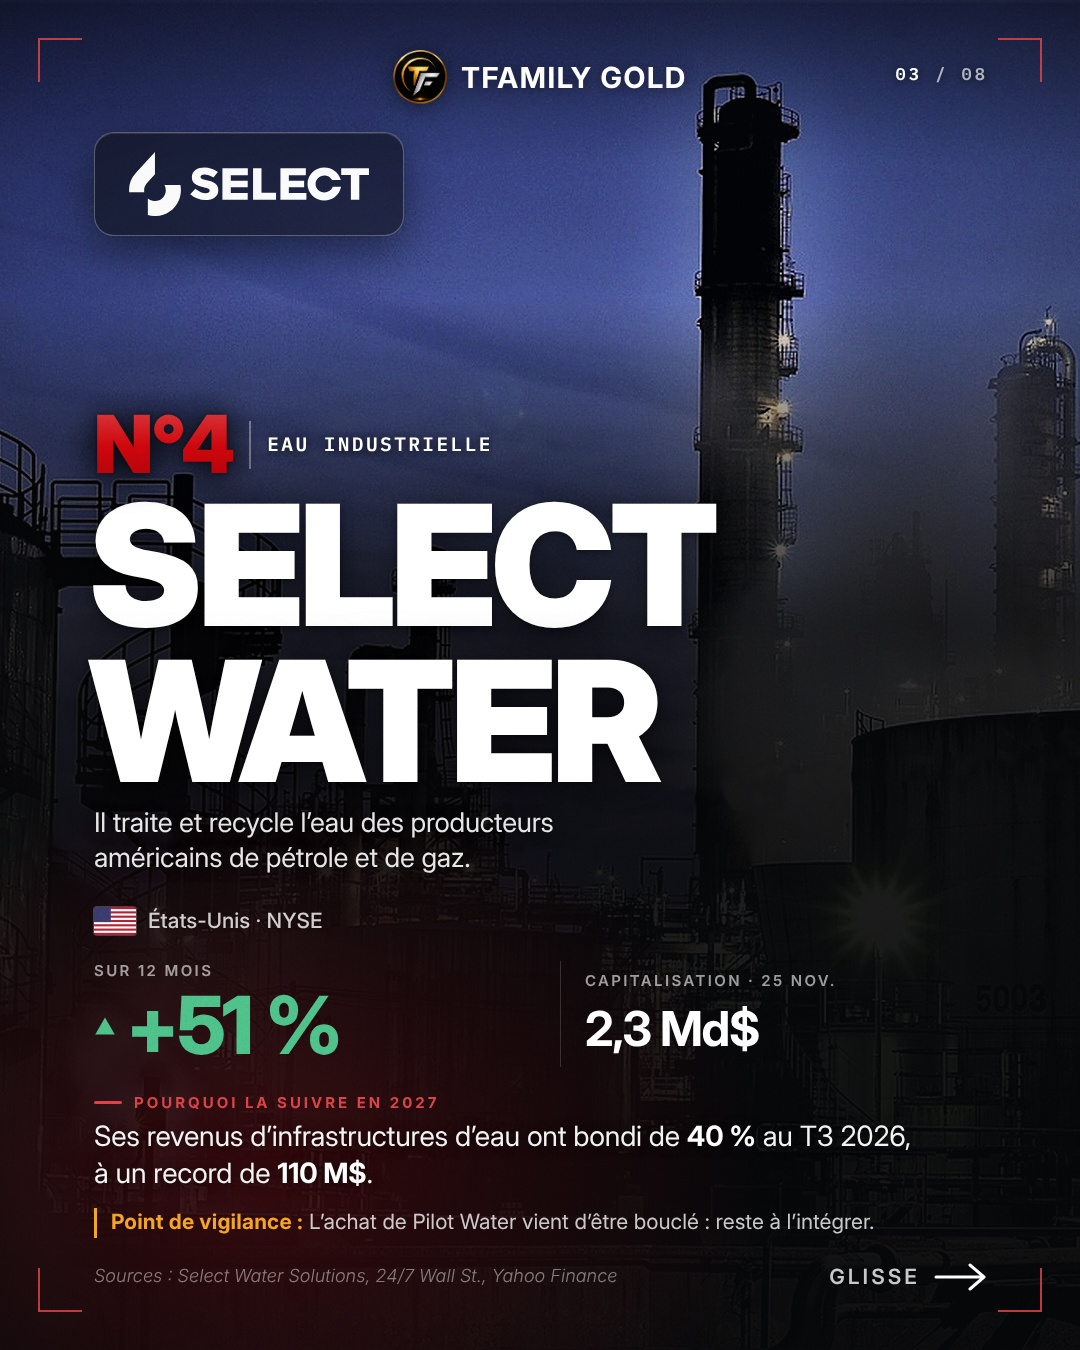 TFAMILY GOLD
03 / 08
SELECT
N°4
EAU INDUSTRIELLE
SELECT
WATER
Il traite et recycle l'eau des producteurs
américains de pétrole et de gaz.
États-Unis · NYSE
SUR 12 MOIS
▲ +51 %
CAPITALISATION · 25 NOV.
2,3 Md$
POURQUOI LA SUIVRE EN 2027
Ses revenus d'infrastructures d'eau ont bondi de 40 % au T3 2026,
à un record de 110 M$.
Point de vigilance : L'achat de Pilot Water vient d'être bouclé : reste à l'intégrer.
Sources : Select Water Solutions, 24/7 Wall St., Yahoo Finance
GLISSE →
5003